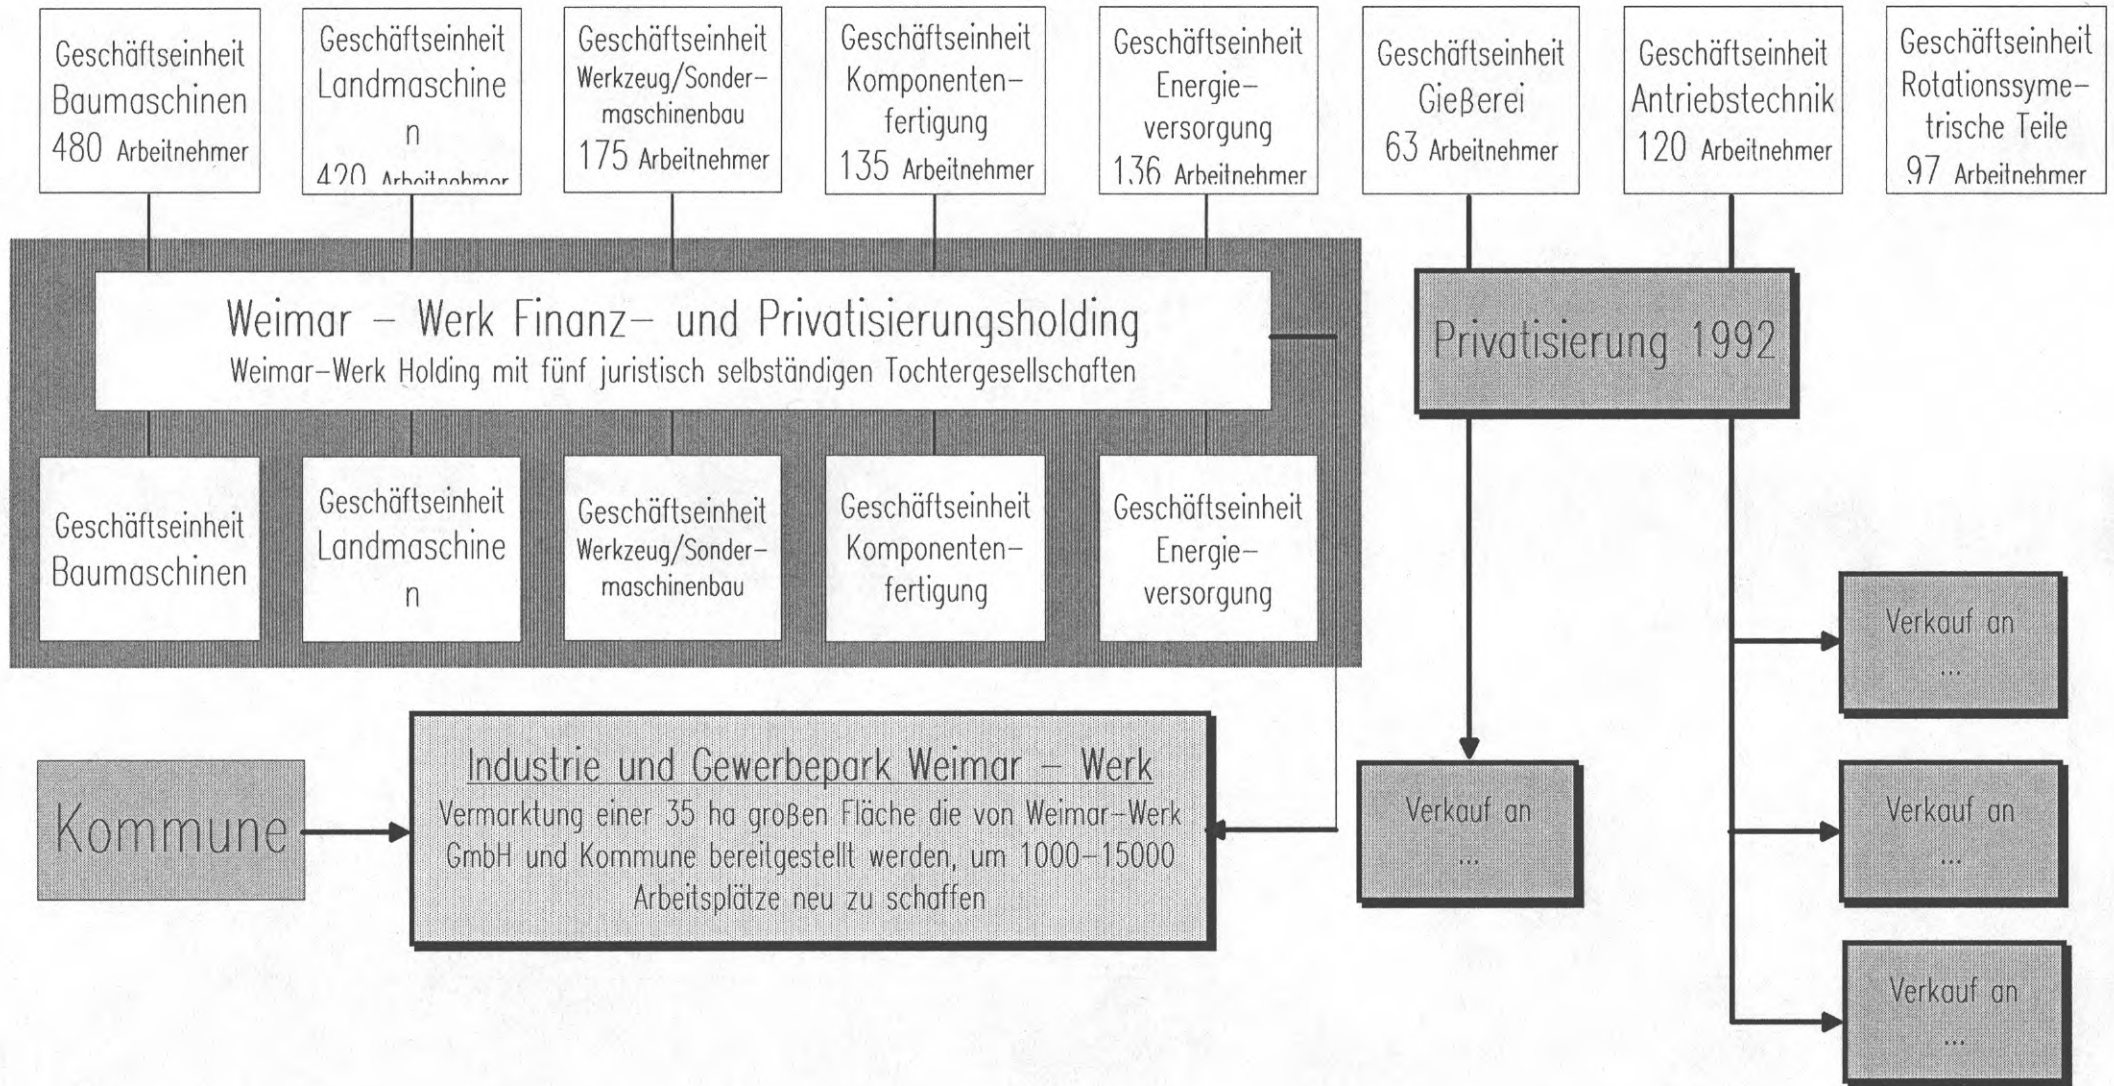 Geschäftseinheit
Baumaschinen
480 Arbeitnehmer
Geschäftseinheit
Landmaschine
n
420 Arbeitnehmer
Geschäftseinheit
Werkzeug/Sonder-
maschinenbau
175 Arbeitnehmer
Geschäftseinheit
Komponenten-
fertigung
135 Arbeitnehmer
Geschäftseinheit
Energie-
versorgung
136 Arbeitnehmer
Geschäftseinheit
Gießerei
63 Arbeitnehmer
Geschäftseinheit
Antriebstechnik
120 Arbeitnehmer
Geschäftseinheit
Rotationssyme-
trische Teile
97 Arbeitnehmer
Weimar - Werk Finanz- und Privatisierungsholding
Weimar-Werk Holding mit fünf juristisch selbständigen Tochtergesellschaften
Privatisierung 1992
Geschäftseinheit
Baumaschinen
Geschäftseinheit
Landmaschine
n
Geschäftseinheit
Werkzeug/Sonder-
maschinenbau
Geschäftseinheit
Komponenten-
fertigung
Geschäftseinheit
Energie-
versorgung
Verkauf an
...
Kommune
Industrie und Gewerbepark Weimar - Werk
Vermarktung einer 35 ha großen Fläche die von Weimar-Werk
GmbH und Kommune bereitgestellt werden, um 1000-15000
Arbeitsplätze neu zu schaffen
Verkauf an
...
Verkauf an
...
Verkauf an
...